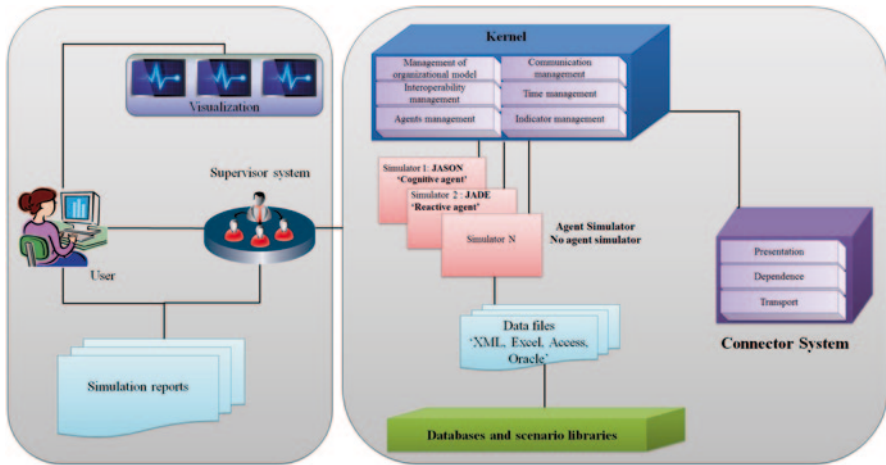 Visualization
Supervisor system
User
Simulation reports
Kernel
Management of
organizational model
Communication
management
Interoperability
management
Time management
Agents management
Indicator management
Simulator 1: JASON
'Cognitive agent'
Simulator 2 : JADE
'Reactive agent'
Simulator N
Agent Simulator
No agent simulator
Data files
'XML, Excel, Access,
Oracle'
Databases and scenario libraries
Presentation
Dependence
Transport
Connector System